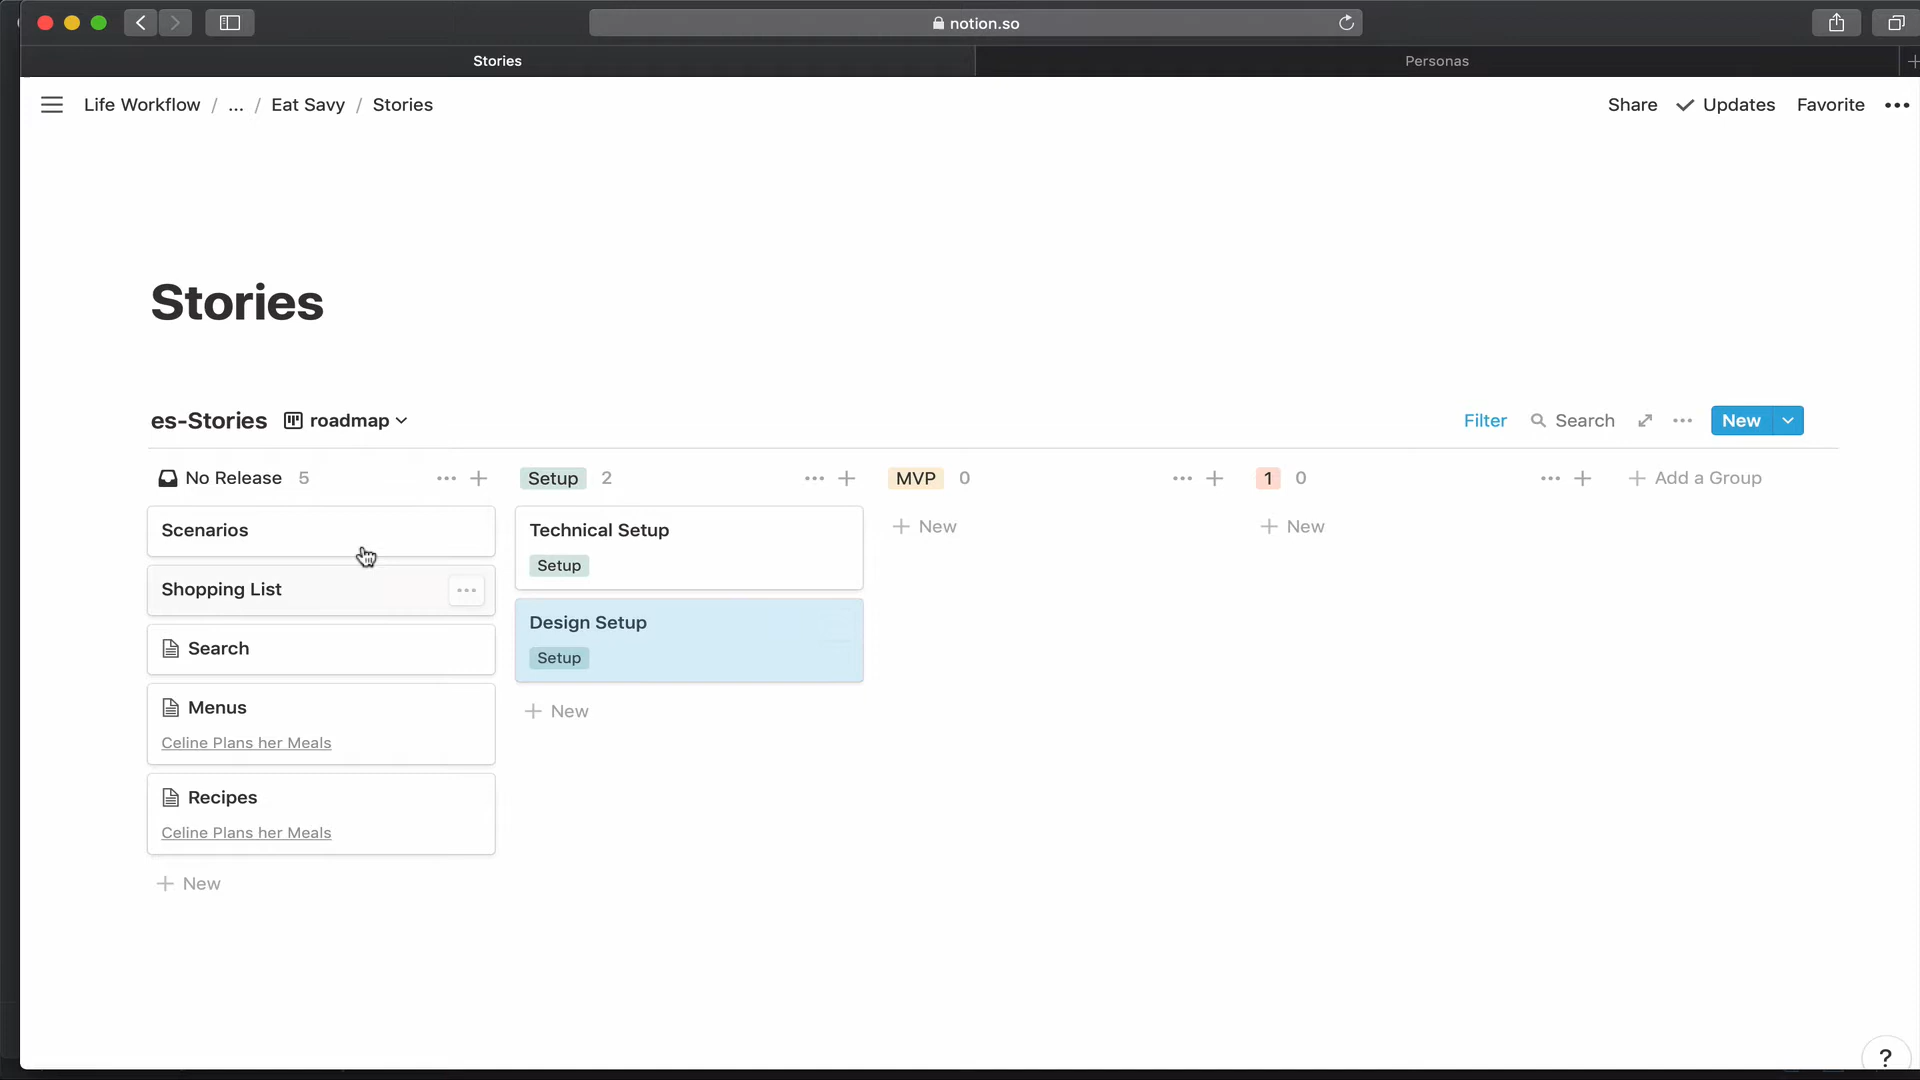 notion.so
Stories
Personas
Life Workflow / ... / Eat Savy / Stories
Share
Updates
Favorite
Stories
es-Stories
roadmap
Filter
Search
New
No Release 5
Setup 2
MVP 0
1 0
Add a Group
Scenarios
Shopping List
Search
Menus
Celine Plans her Meals
Recipes
Celine Plans her Meals
New
Technical Setup
Setup
Design Setup
Setup
New
New
New
?